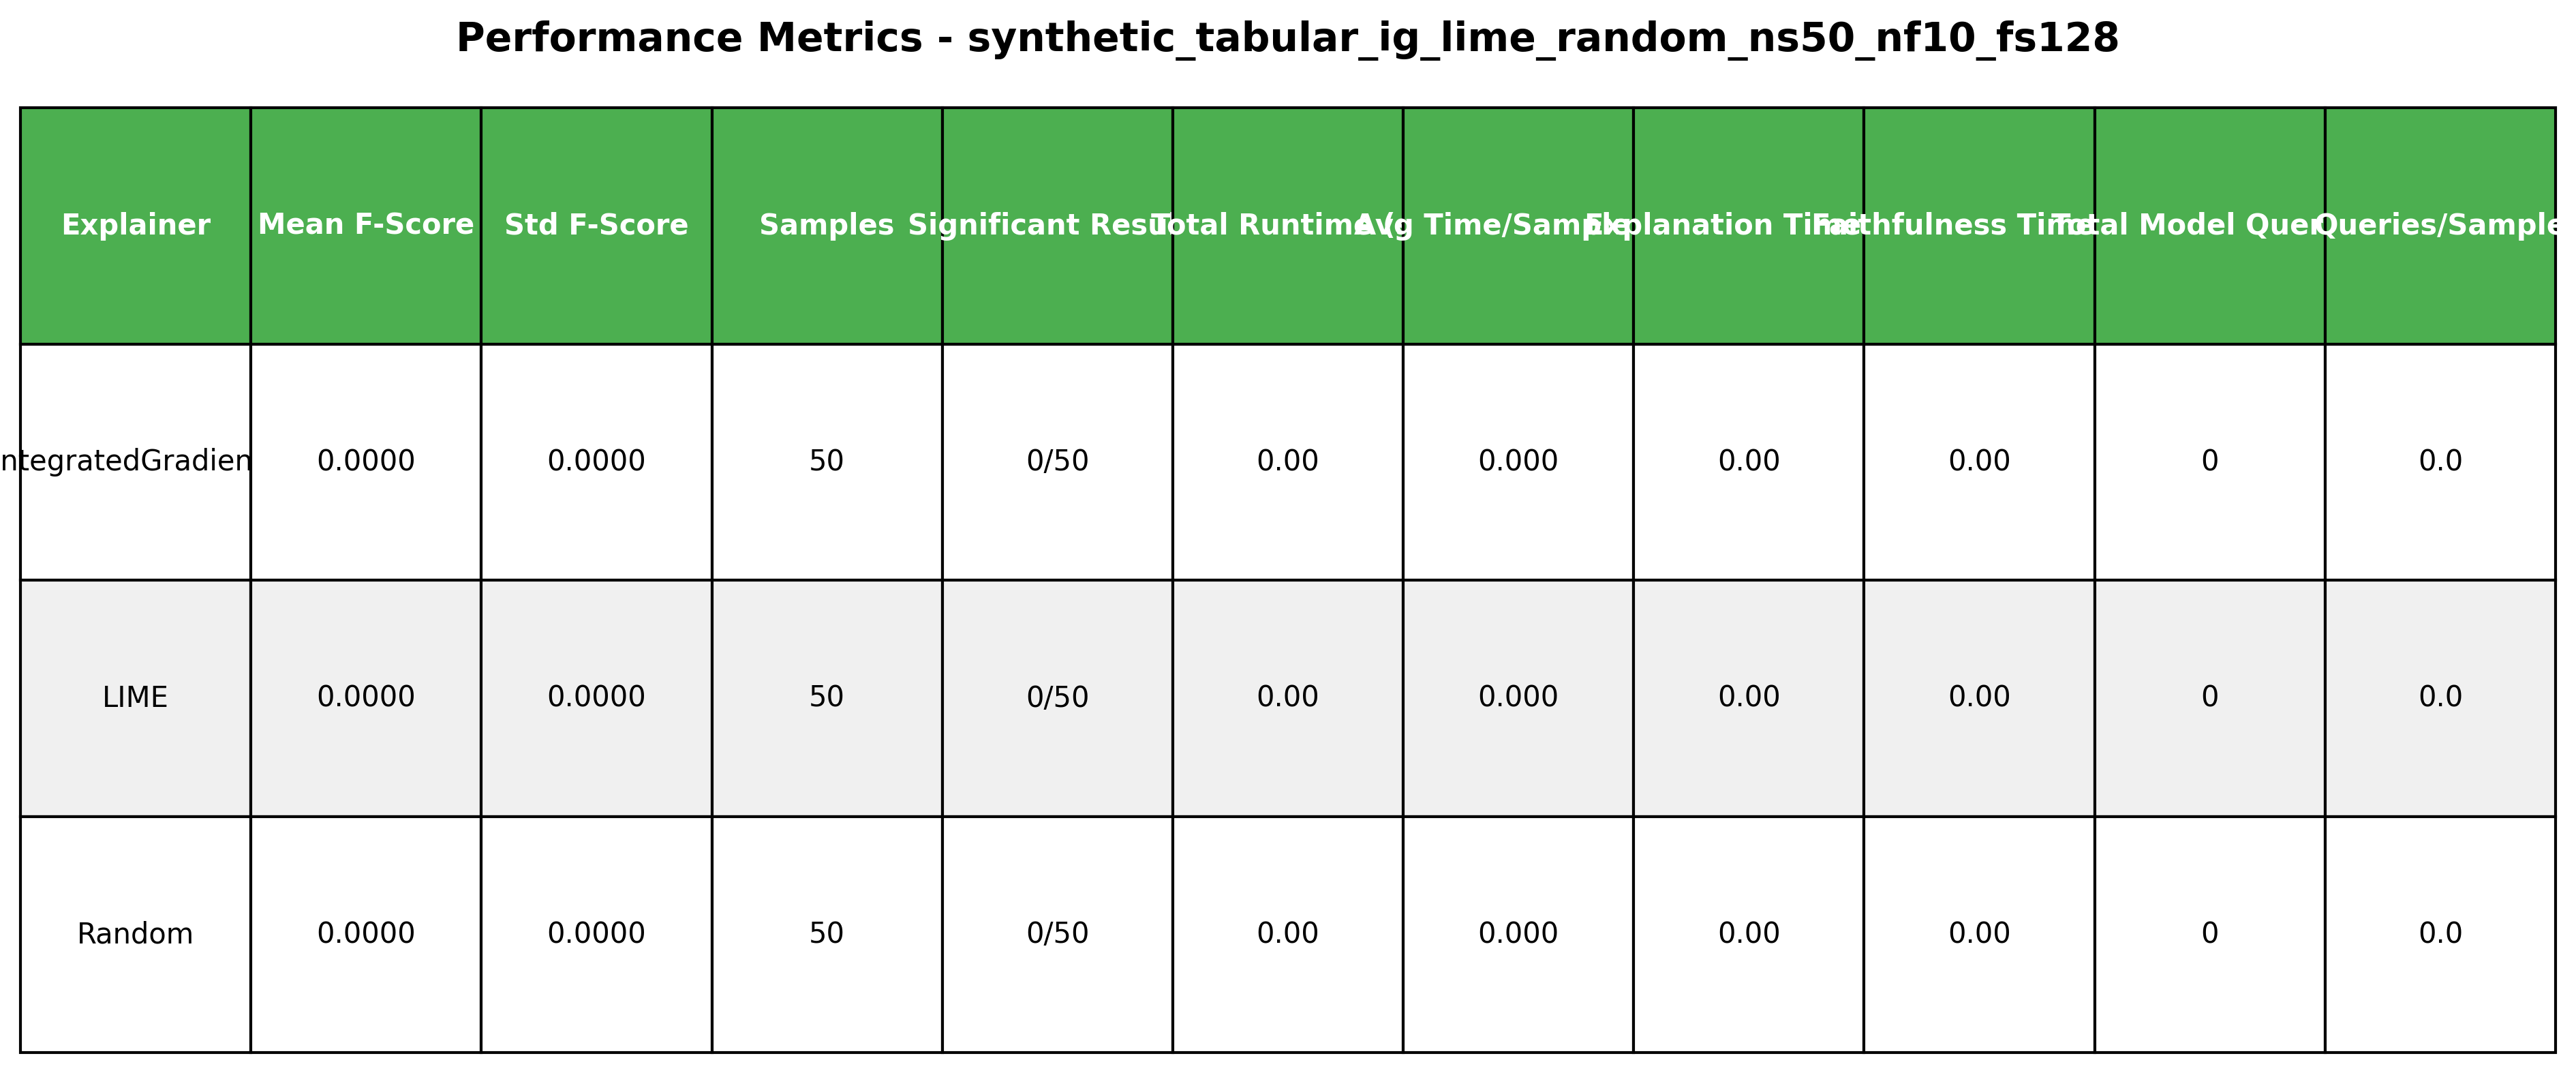 Performance Metrics - synthetic_tabular_ig_lime_random_ns50_nf10_fs128
Explainer Mean F-Score Std F-Score Samples Significant Total Runtime Time/Sample Explanation Time Faithfulness Time Total Model Queries/Sample
ntegratedGradien 0.0000 0.0000 50 0/50 0.00 0.000 0.00 0.00 0 0.0
LIME 0.0000 0.0000 50 0/50 0.00 0.000 0.00 0.00 0 0.0
Random 0.0000 0.0000 50 0/50 0.00 0.000 0.00 0.00 0 0.0